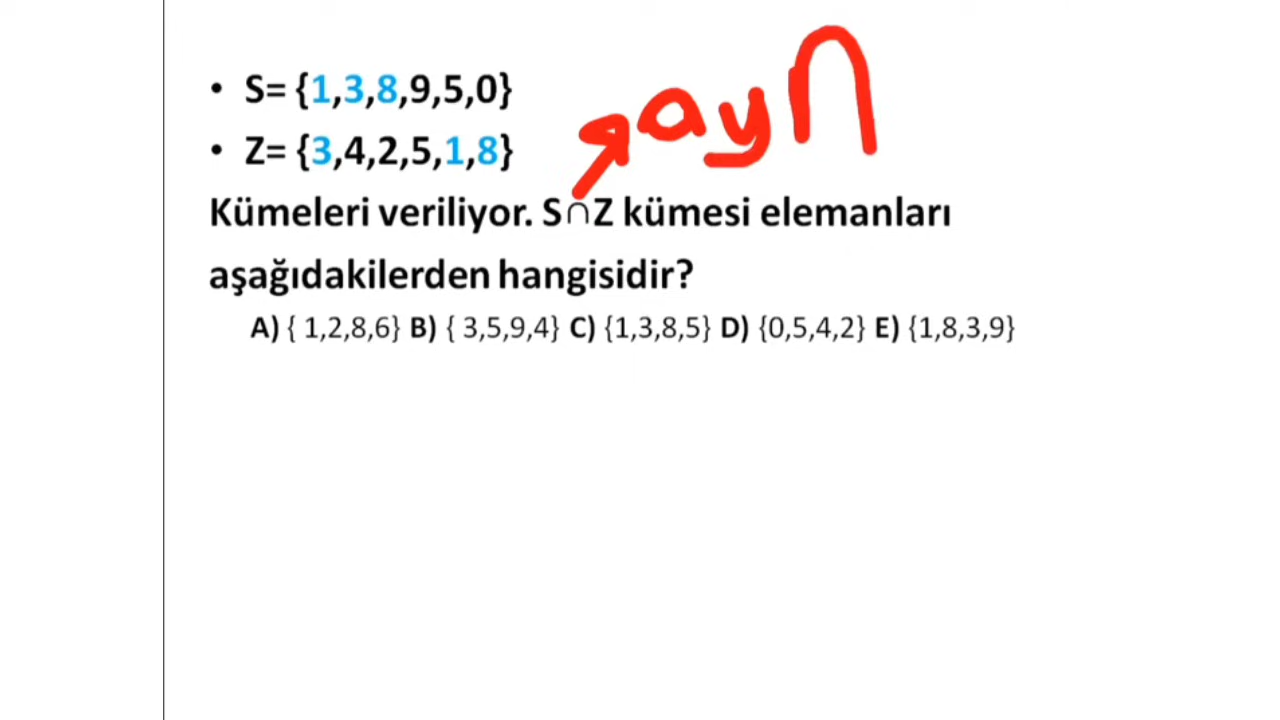 • S= {1,3,8,9,5,0}
ay∩
• Z= {3,4,2,5,1,8}
Kümeleri veriliyor. S∩Z kümesi elemanları
aşağıdakilerden hangisidir?
A) { 1,2,8,6} B) { 3,5,9,4} C) {1,3,8,5} D) {0,5,4,2} E) {1,8,3,9}